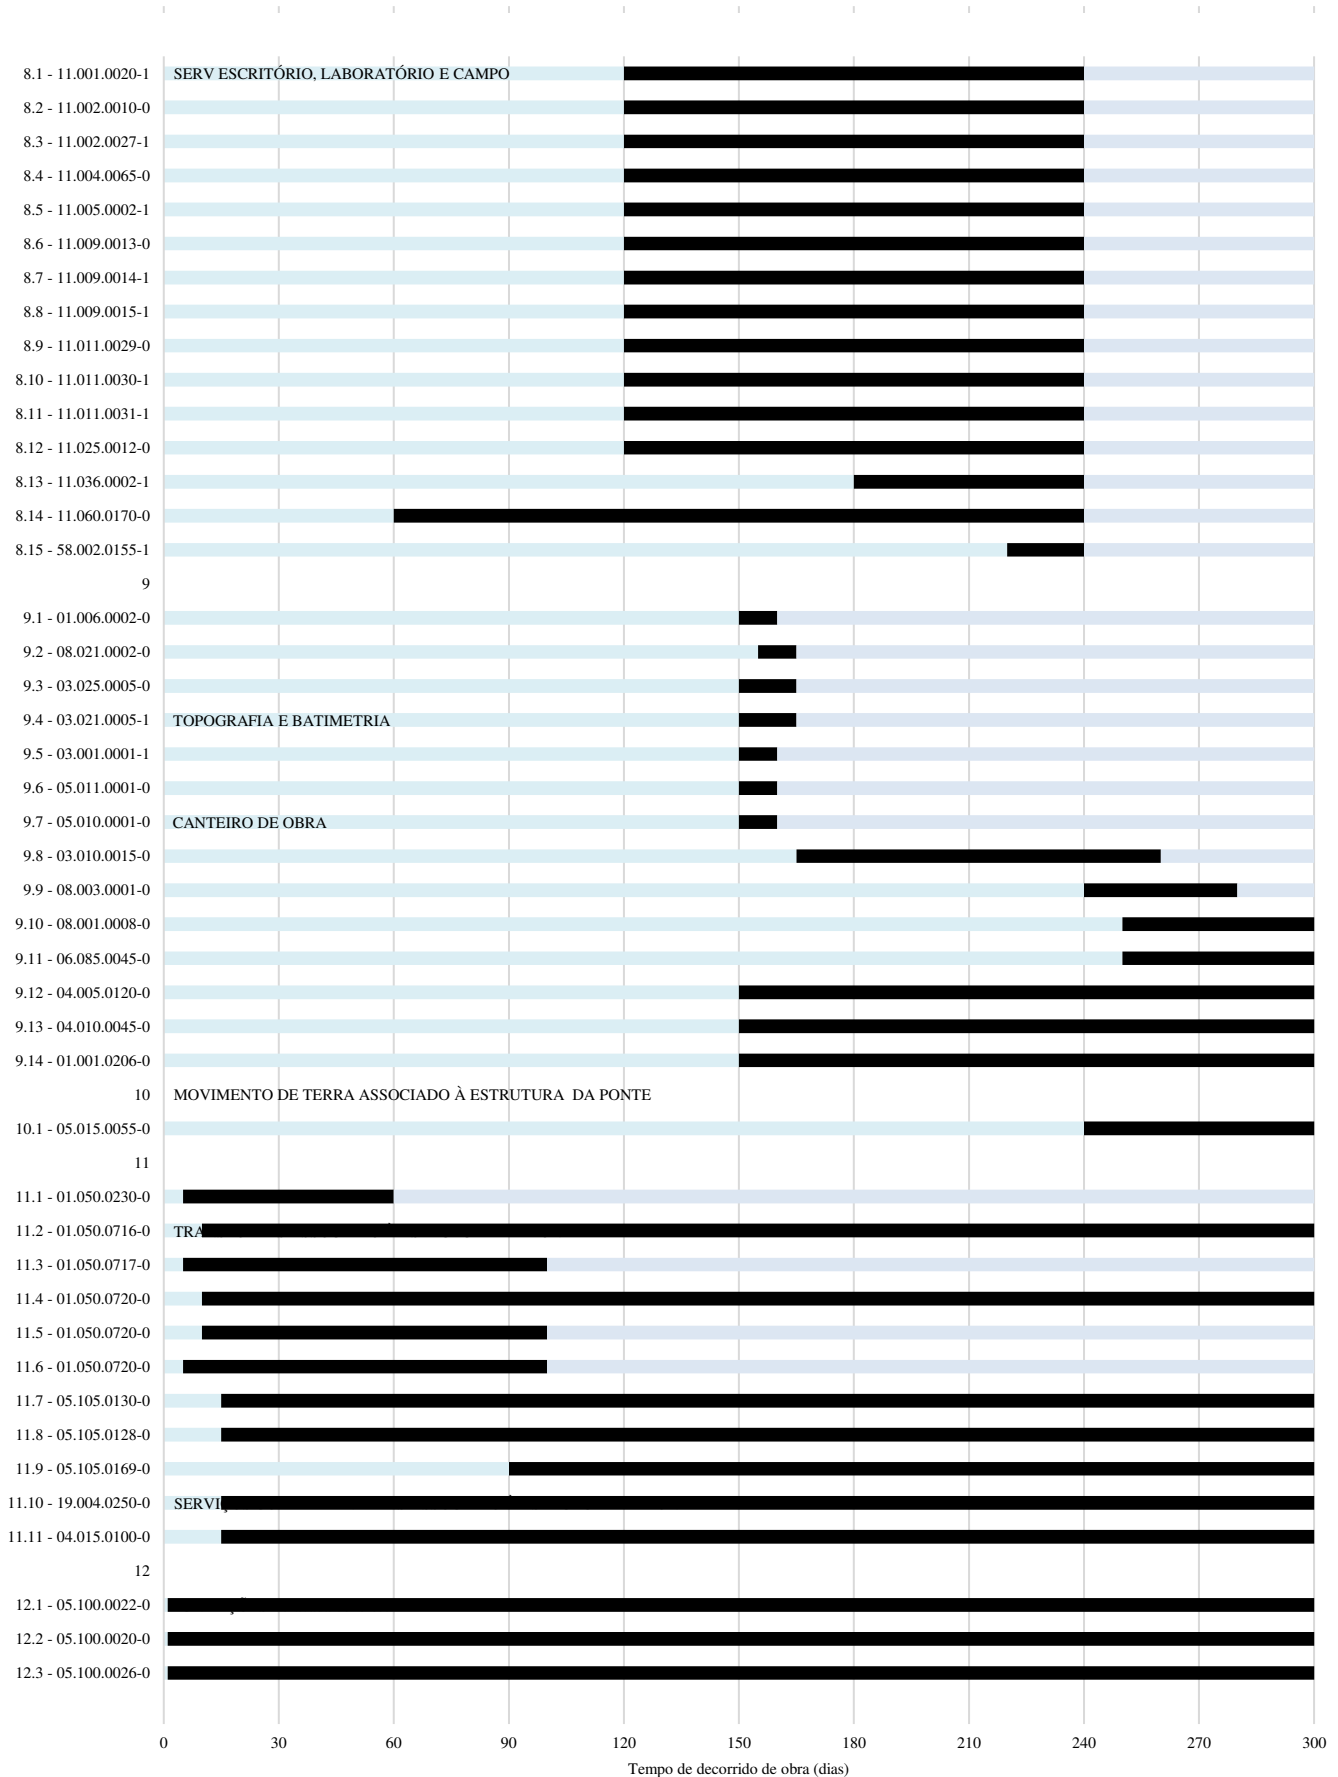 8.1 - 11.001.0020-1 SERV ESCRITÓRIO, LABORATÓRIO E CAMPO
8.2 - 11.002.0010-0
8.3 - 11.002.0027-1
8.4 - 11.004.0065-0
8.5 - 11.005.0002-1
8.6 - 11.009.0013-0
8.7 - 11.009.0014-1
8.8 - 11.009.0015-1
8.9 - 11.011.0029-0
8.10 - 11.011.0030-1
8.11 - 11.011.0031-1
8.12 - 11.025.0012-0
8.13 - 11.036.0002-1
8.14 - 11.060.0170-0
8.15 - 58.002.0155-1
9
9.1 - 01.006.0002-0
9.2 - 08.021.0002-0
9.3 - 03.025.0005-0
9.4 - 03.021.0005-1 TOPOGRAFIA E BATIMETRIA
9.5 - 03.001.0001-1
9.6 - 05.011.0001-0
9.7 - 05.010.0001-0 CANTEIRO DE OBRA
9.8 - 03.010.0015-0
9.9 - 08.003.0001-0
9.10 - 08.001.0008-0
9.11 - 06.085.0045-0
9.12 - 04.005.0120-0
9.13 - 04.010.0045-0
9.14 - 01.001.0206-0
10 MOVIMENTO DE TERRA ASSOCIADO À ESTRUTURA DA PONTE
10.1 - 05.015.0055-0
11
11.1 - 01.050.0230-0
11.2 - 01.050.0716-0 TRA
11.3 - 01.050.0717-0
11.4 - 01.050.0720-0
11.5 - 01.050.0720-0
11.6 - 01.050.0720-0
11.7 - 05.105.0130-0
11.8 - 05.105.0128-0
11.9 - 05.105.0169-0
11.10 - 19.004.0250-0 SERVI
11.11 - 04.015.0100-0
12
12.1 - 05.100.0022-0
12.2 - 05.100.0020-0
12.3 - 05.100.0026-0
0 30 60 90 120 150 180 210 240 270 300
Tempo de decorrido de obra (dias)